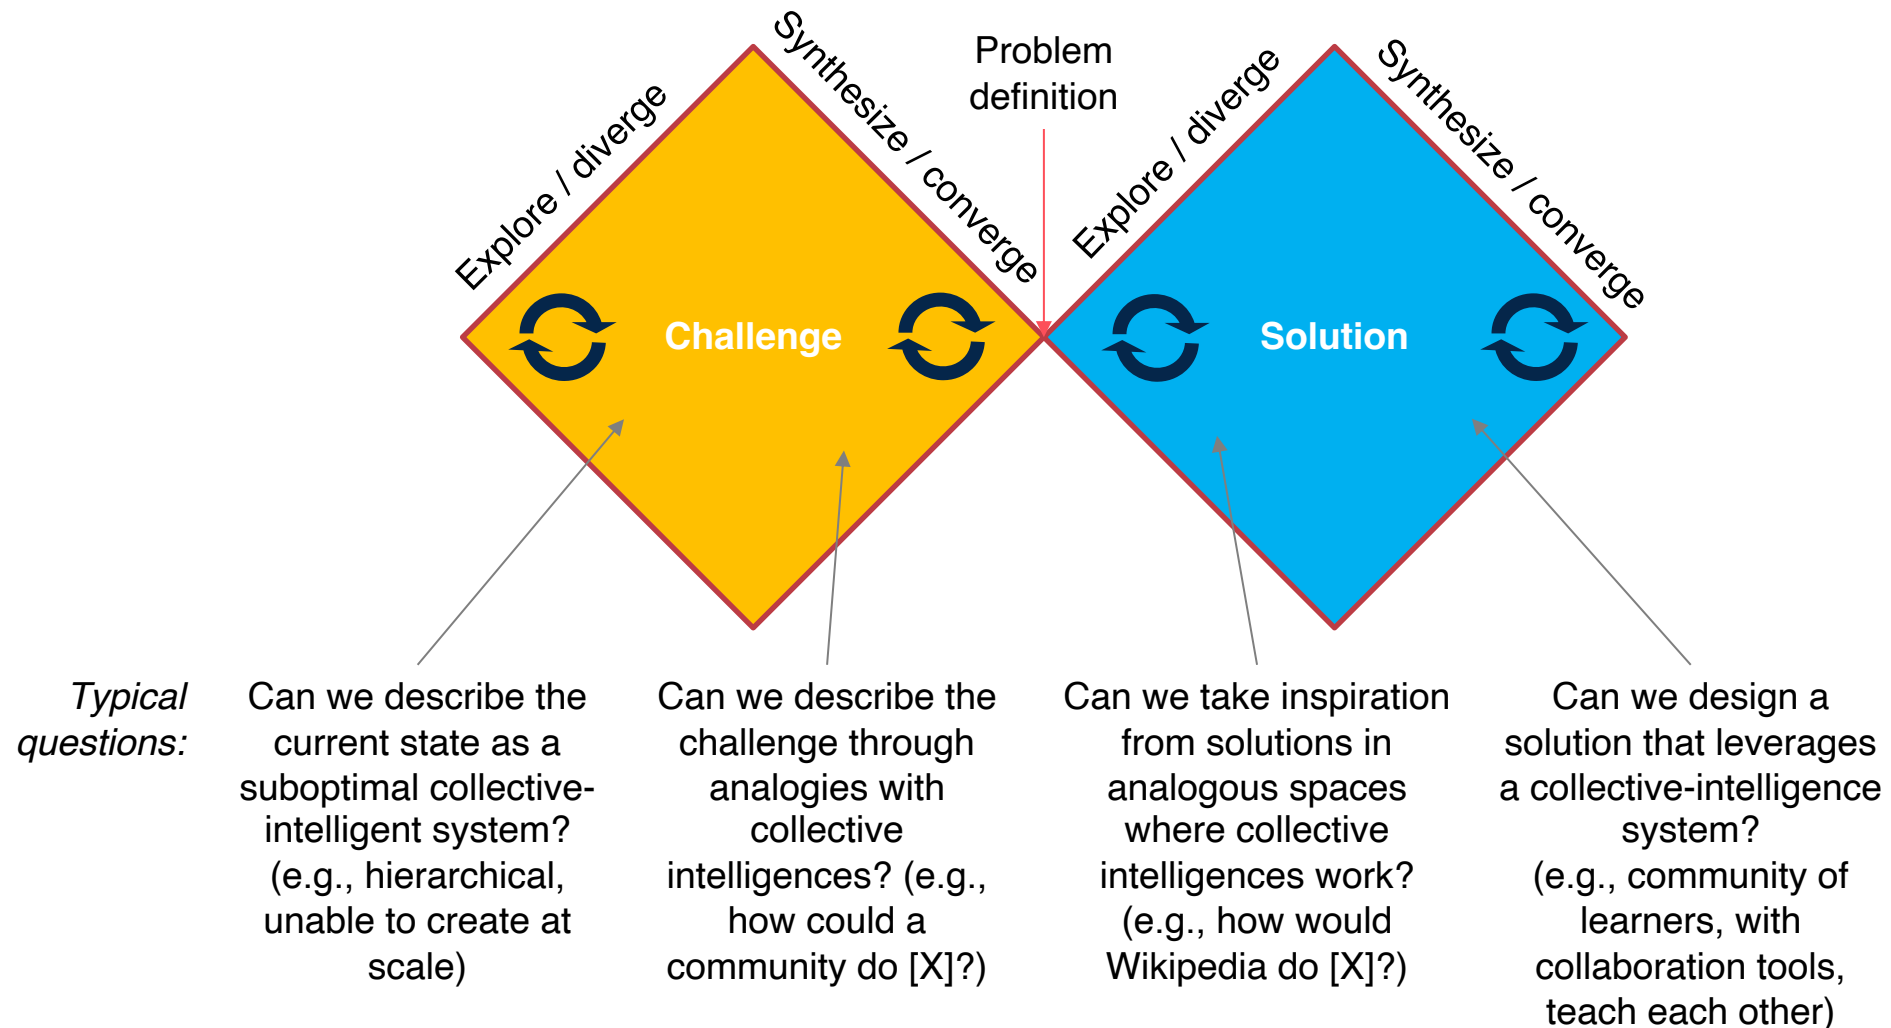 Explore / diverge
Synthesize / converge
Problem
definition
Explore / diverge
Synthesize / converge
Challenge
Solution
Typical
questions:
Can we describe the
current state as a
suboptimal collective-
intelligent system?
(e.g., hierarchical,
unable to create at
scale)
Can we describe the
challenge through
analogies with
collective
intelligences? (e.g.,
how could a
community do [X]?)
Can we take inspiration
from solutions in
analogous spaces
where collective
intelligences work?
(e.g., how would
Wikipedia do [X]?)
Can we design a
solution that leverages
a collective-intelligence
system?
(e.g., community of
learners, with
collaboration tools,
teach each other)